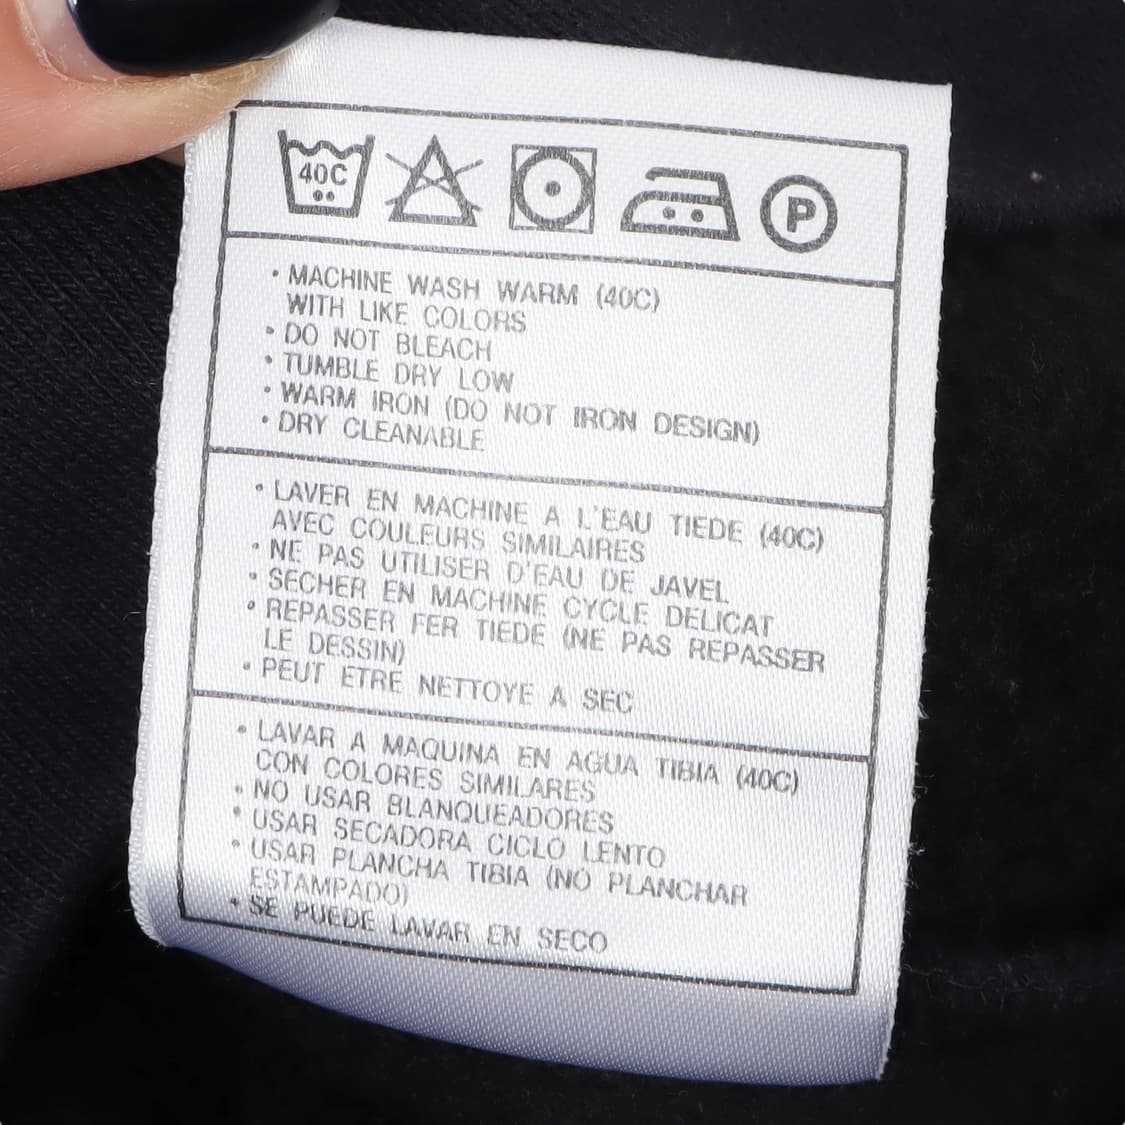 40C
P
• MACHINE WASH WARM (40C)
WITH LIKE COLORS
• DO NOT BLEACH
• TUMBLE DRY LOW
• WARM IRON (DO NOT IRON DESIGN)
• DRY CLEANABLE
• LAVER EN MACHINE A L'EAU TIEDE (40C)
AVEC COULEURS SIMILAIRES
• NE PAS UTILISER D'EAU DE JAVEL
• SECHER EN MACHINE CYCLE DELICAT
• REPASSER FER TIEDE (NE PAS REPASSER
LE DESSIN)
• PEUT ETRE NETTOYE A SEC
• LAVAR A MAQUINA EN AGUA TIBIA (40C)
CON COLORES SIMILARES
• NO USAR BLANQUEADORES
• USAR SECADORA CICLO LENTO
• USAR PLANCHA TIBIA (NO PLANCHAR
ESTAMPADO)
• SE PUEDE LAVAR EN SECO